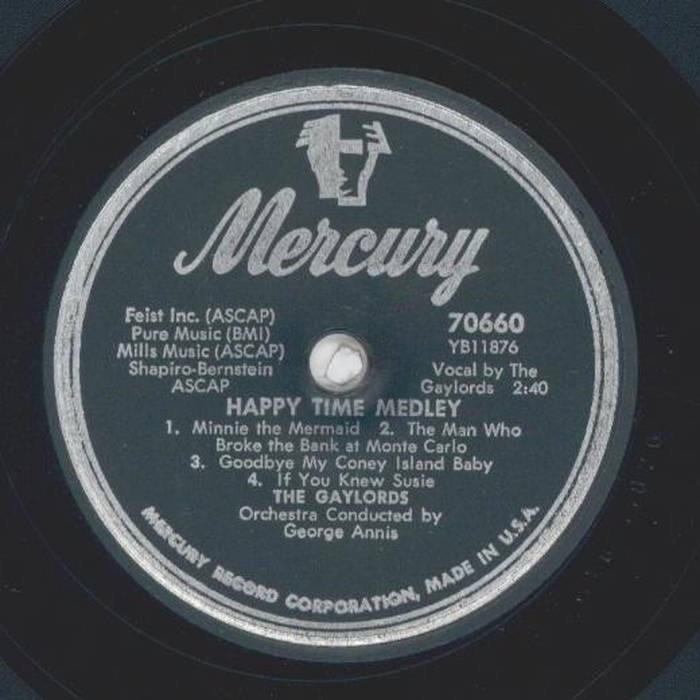 Mercury
Feist Inc. (ASCAP)
Pure Music (BMI)
Mills Music (ASCAP)
Shapiro-Bernstein
ASCAP
70660
YB11876
Vocal by The
Gaylords 2:40
HAPPY TIME MEDLEY
1. Minnie the Mermaid 2. The Man Who
Broke the Bank at Monte Carlo
3. Goodbye My Coney Island Baby
4. If You Knew Susie
THE GAYLORDS
Orchestra Conducted by
George Annis
MERCURY RECORD CORPORATION, MADE IN U.S.A.